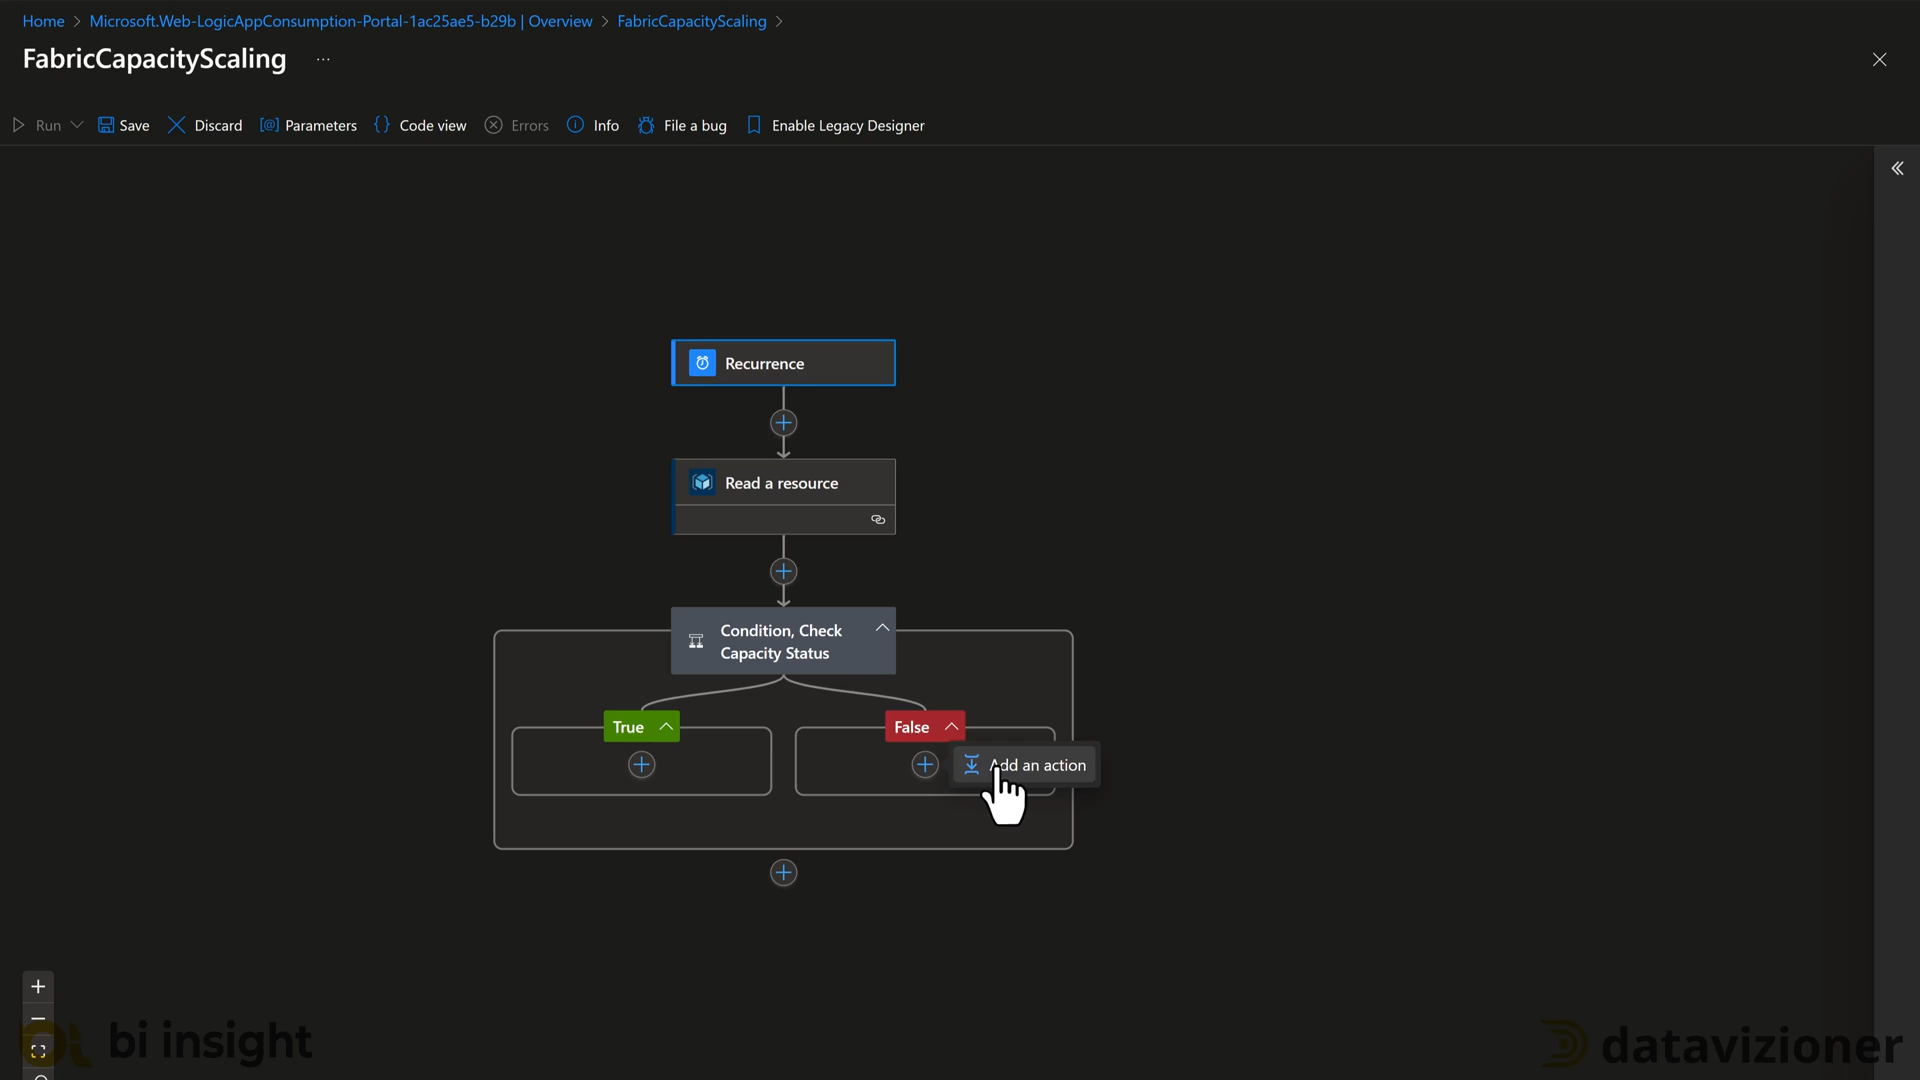 Home > Microsoft.Web-LogicAppConsumption-Portal-1ac25ae5-b29b | Overview > FabricCapacityScaling >
FabricCapacityScaling ...
Run Save Discard Parameters Code view Errors Info File a bug Enable Legacy Designer
Recurrence
Read a resource
Condition, Check
Capacity Status
True False
Add an action
bi insight
datavizioner